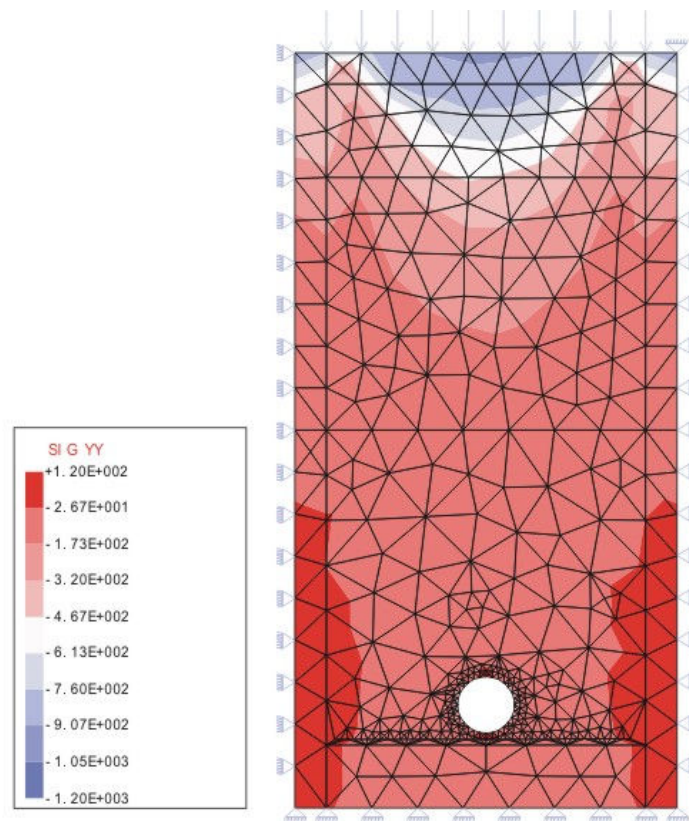 SI G YY
+1. 20E+002
- 2. 67E+001
- 1. 73E+002
- 3. 20E+002
- 4. 67E+002
- 6. 13E+002
- 7. 60E+002
- 9. 07E+002
- 1. 05E+003
- 1. 20E+003